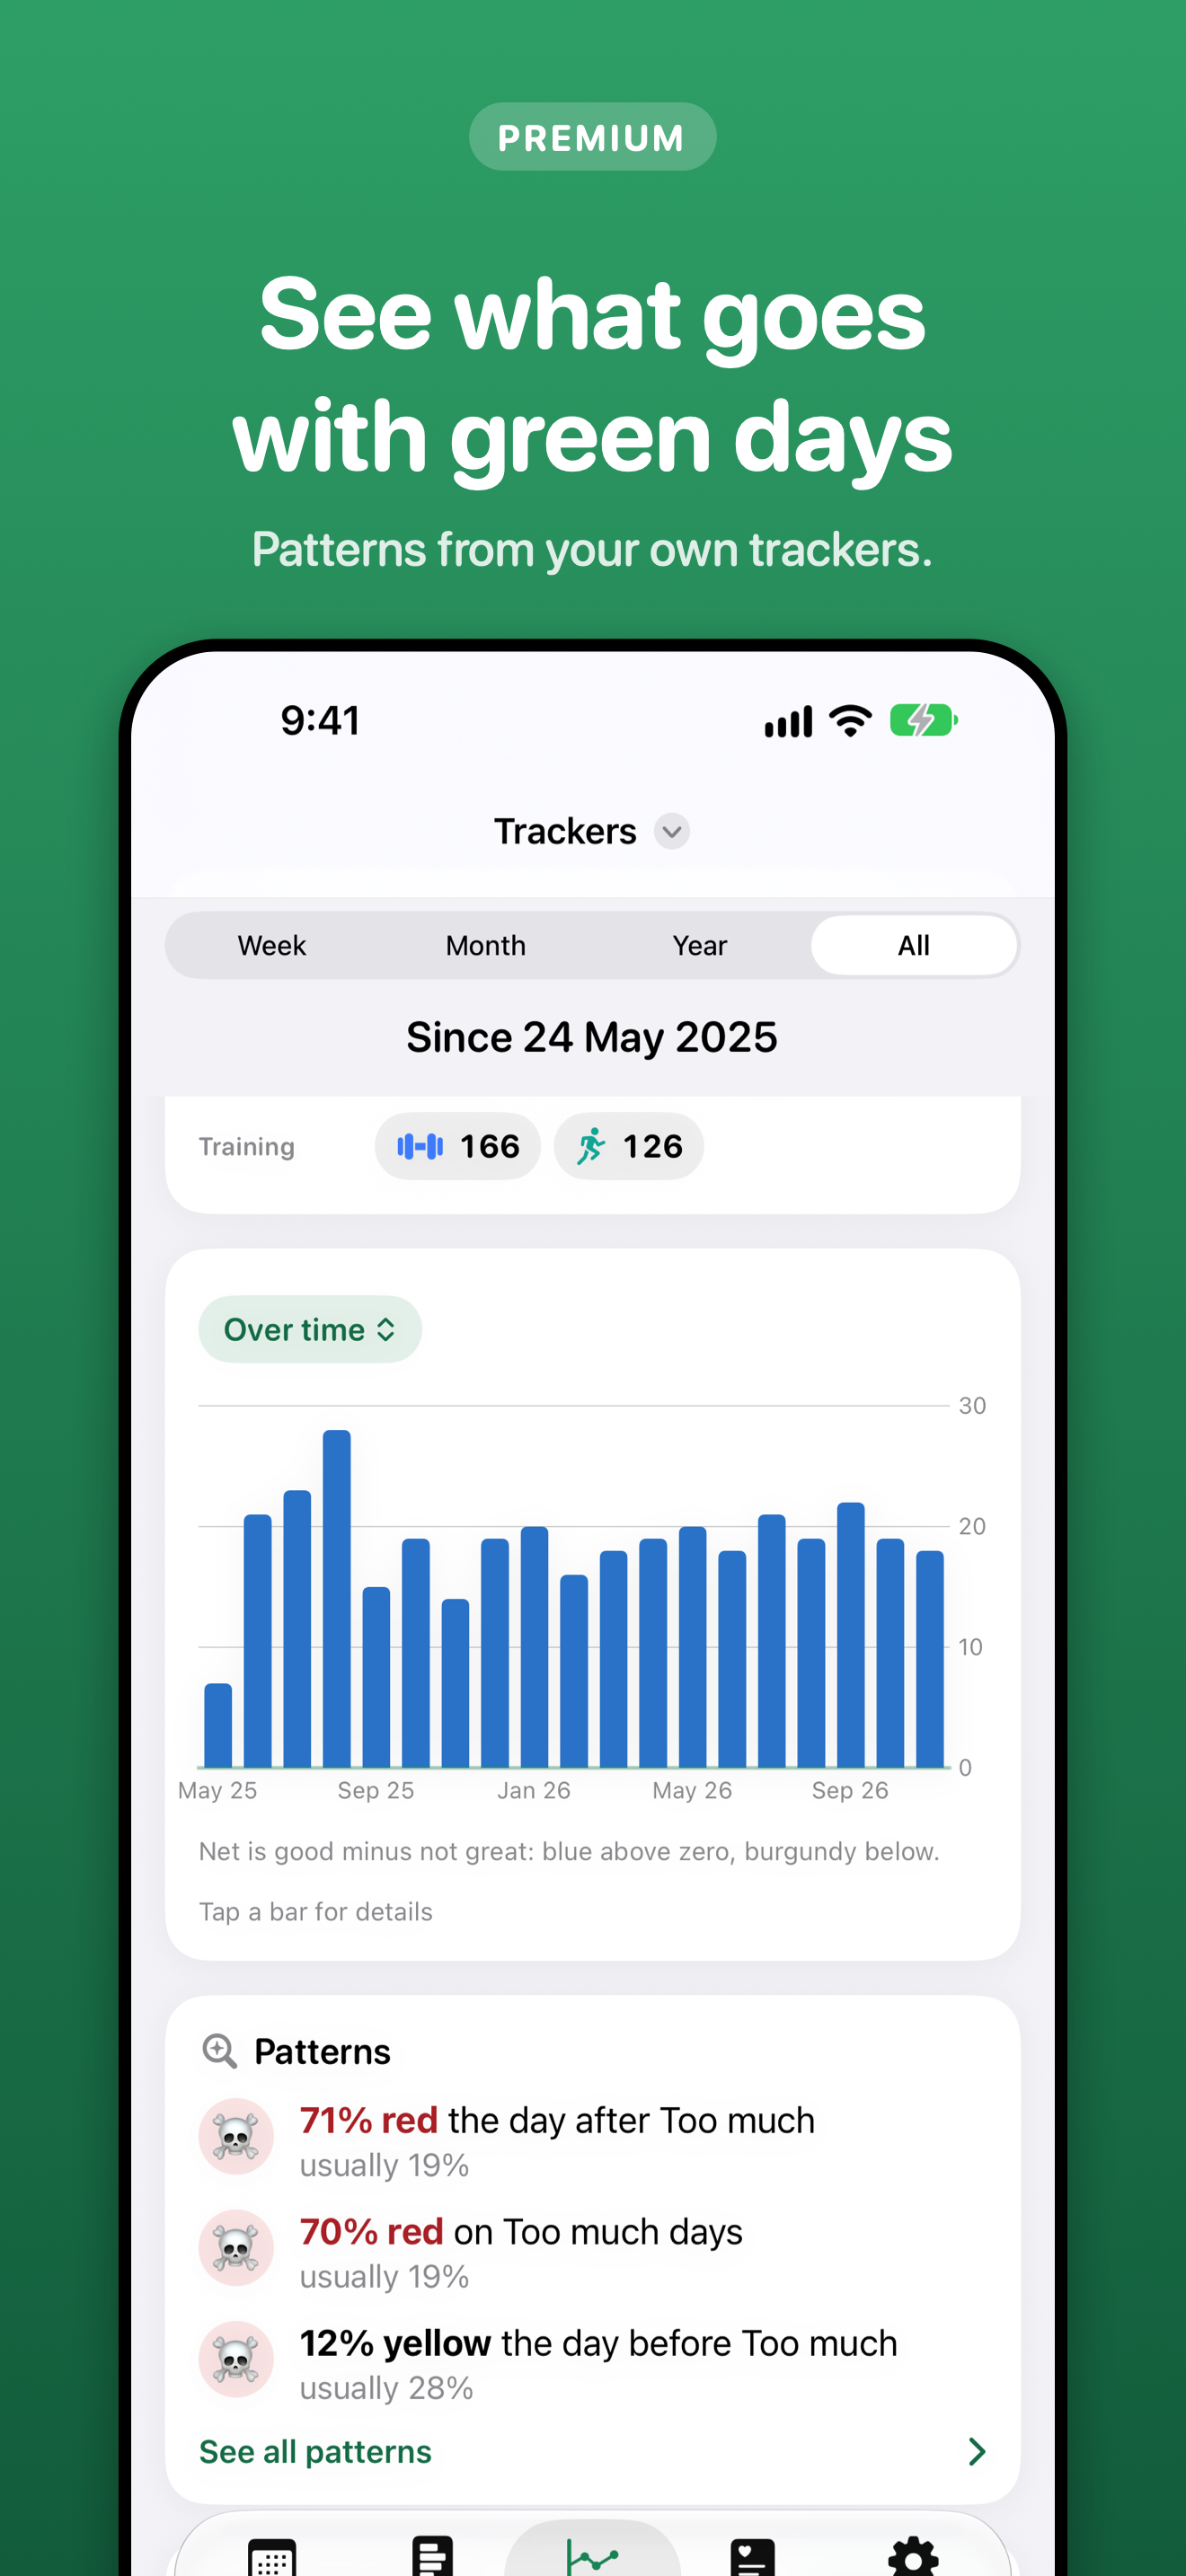 PREMIUM
See what goes
with green days
Patterns from your own trackers.
9:41
Trackers
Week Month Year All
Since 24 May 2025
Training 166 126
Over time
30
20
10
0
May 25 Sep 25 Jan 26 May 26 Sep 26
Net is good minus not great: blue above zero, burgundy below.
Tap a bar for details
Patterns
71% red the day after Too much
usually 19%
70% red on Too much days
usually 19%
12% yellow the day before Too much
usually 28%
See all patterns